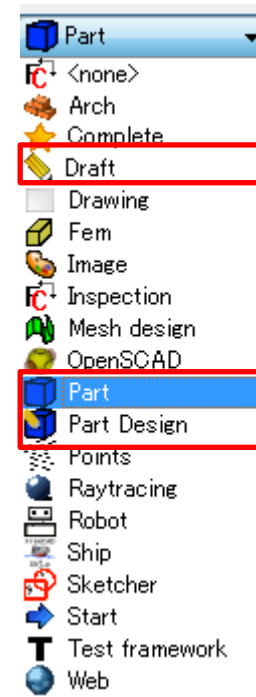 Part
<none>
Arch
Complete
Draft
Drawing
Fem
Image
Inspection
Mesh design
OpenSCAD
Part
Part Design
Points
Raytracing
Robot
Ship
Sketcher
Start
Test framework
Web